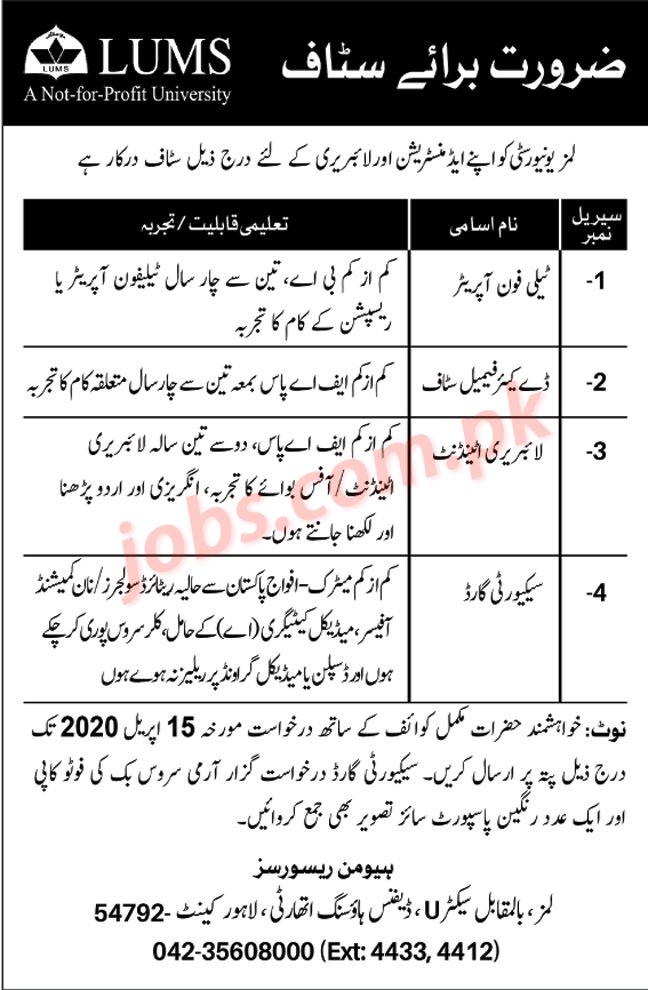 LUMS
LUMS
A Not-for-Profit University
ضرورت برائے سٹاف
لمز یونیورسٹی کو اپنے ایڈمنسٹریشن اور لائبریری کے لئے درج ذیل سٹاف درکار ہے
سیریل نمبر
نام اسامی
تعلیمی قابلیت / تجربہ
1-
ٹیلی فون آپریٹر
کم از کم بی اے، تین سے چار سال ٹیلیفون آپریٹر یا
ریسپشن کے کام کا تجربہ
2-
ڈے کیئر فیمیل سٹاف
کم از کم ایف اے پاس بمعہ تین سے چار سال متعلقہ کام کا تجربہ
3-
لائبریری اٹینڈنٹ
کم از کم ایف اے پاس، دو سے تین سالہ لائبریری
اٹینڈنٹ / آفس بوائے کا تجربہ، انگریزی اور اردو پڑھنا
اور لکھنا جانتے ہوں۔
4-
سیکیورٹی گارڈ
کم از کم میٹرک - افواج پاکستان سے حالیہ ریٹائرڈ سولجرز / نان کمیشنڈ
آفیسر، میڈیکل کیٹیگری (اے) کے حامل، کلر سروس پوری کر چکے
ہوں اور ڈسپلن یا میڈیکل گراونڈ پر ریلیز نہ ہوے ہوں
نوٹ: خواہشمند حضرات مکمل کوائف کے ساتھ درخواست مورخہ 15 اپریل 2020 تک
درج ذیل پتہ پر ارسال کریں۔ سیکیورٹی گارڈ درخواست گزار آرمی سروس بک کی فوٹو کاپی
اور ایک عدد رنگین پاسپورٹ سائز تصویر بھی جمع کروائیں۔
ہیومن ریسورسز
لمز، بالمقابل سیکٹر U، ڈیفنس ہاؤسنگ اتھارٹی، لاہور کینٹ -54792
042-35608000 (Ext: 4433, 4412)
jobs.com.pk